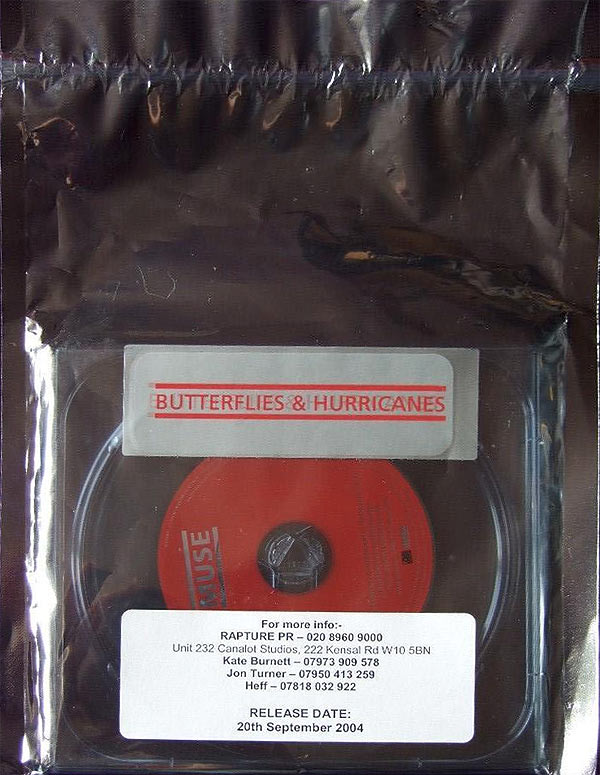 BUTTERFLIES & HURRICANES
MUSE
For more info:-
RAPTURE PR – 020 8960 9000
Unit 232 Canalot Studios, 222 Kensal Rd W10 5BN
Kate Burnett – 07973 909 578
Jon Turner – 07950 413 259
Heff – 07818 032 922
RELEASE DATE:
20th September 2004